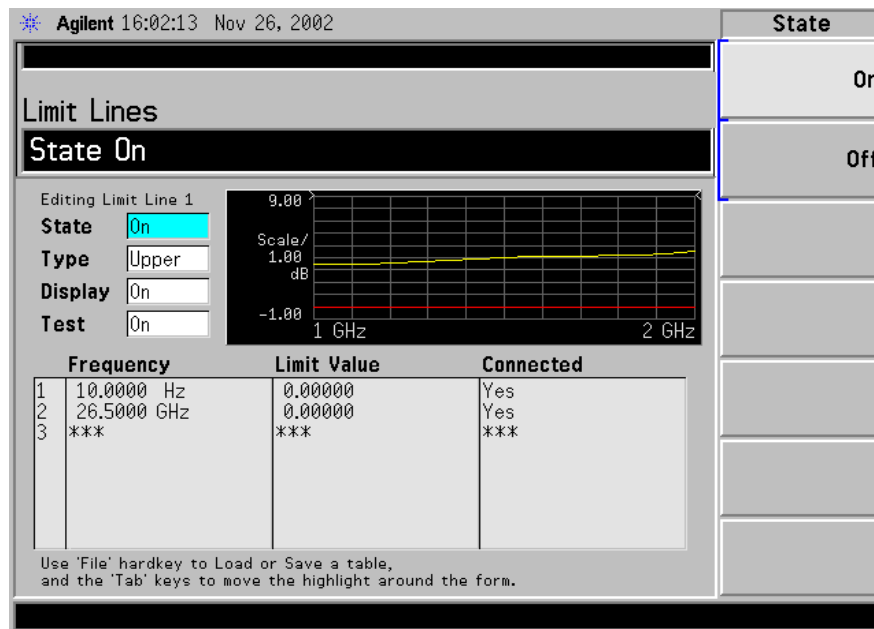 Agilent 16:02:13 Nov 26, 2002
State
Limit Lines
State On
Editing Limit Line 1
State On
Type Upper
Display On
Test On
9.00
Scale/
1.00
dB
-1.00
1 GHz
2 GHz
Frequency Limit Value Connected
1 10.0000 Hz 0.00000 Yes
2 26.5000 GHz 0.00000 Yes
3 *** *** ***
Use 'File' hardkey to Load or Save a table,
and the 'Tab' keys to move the highlight around the form.
On
Off